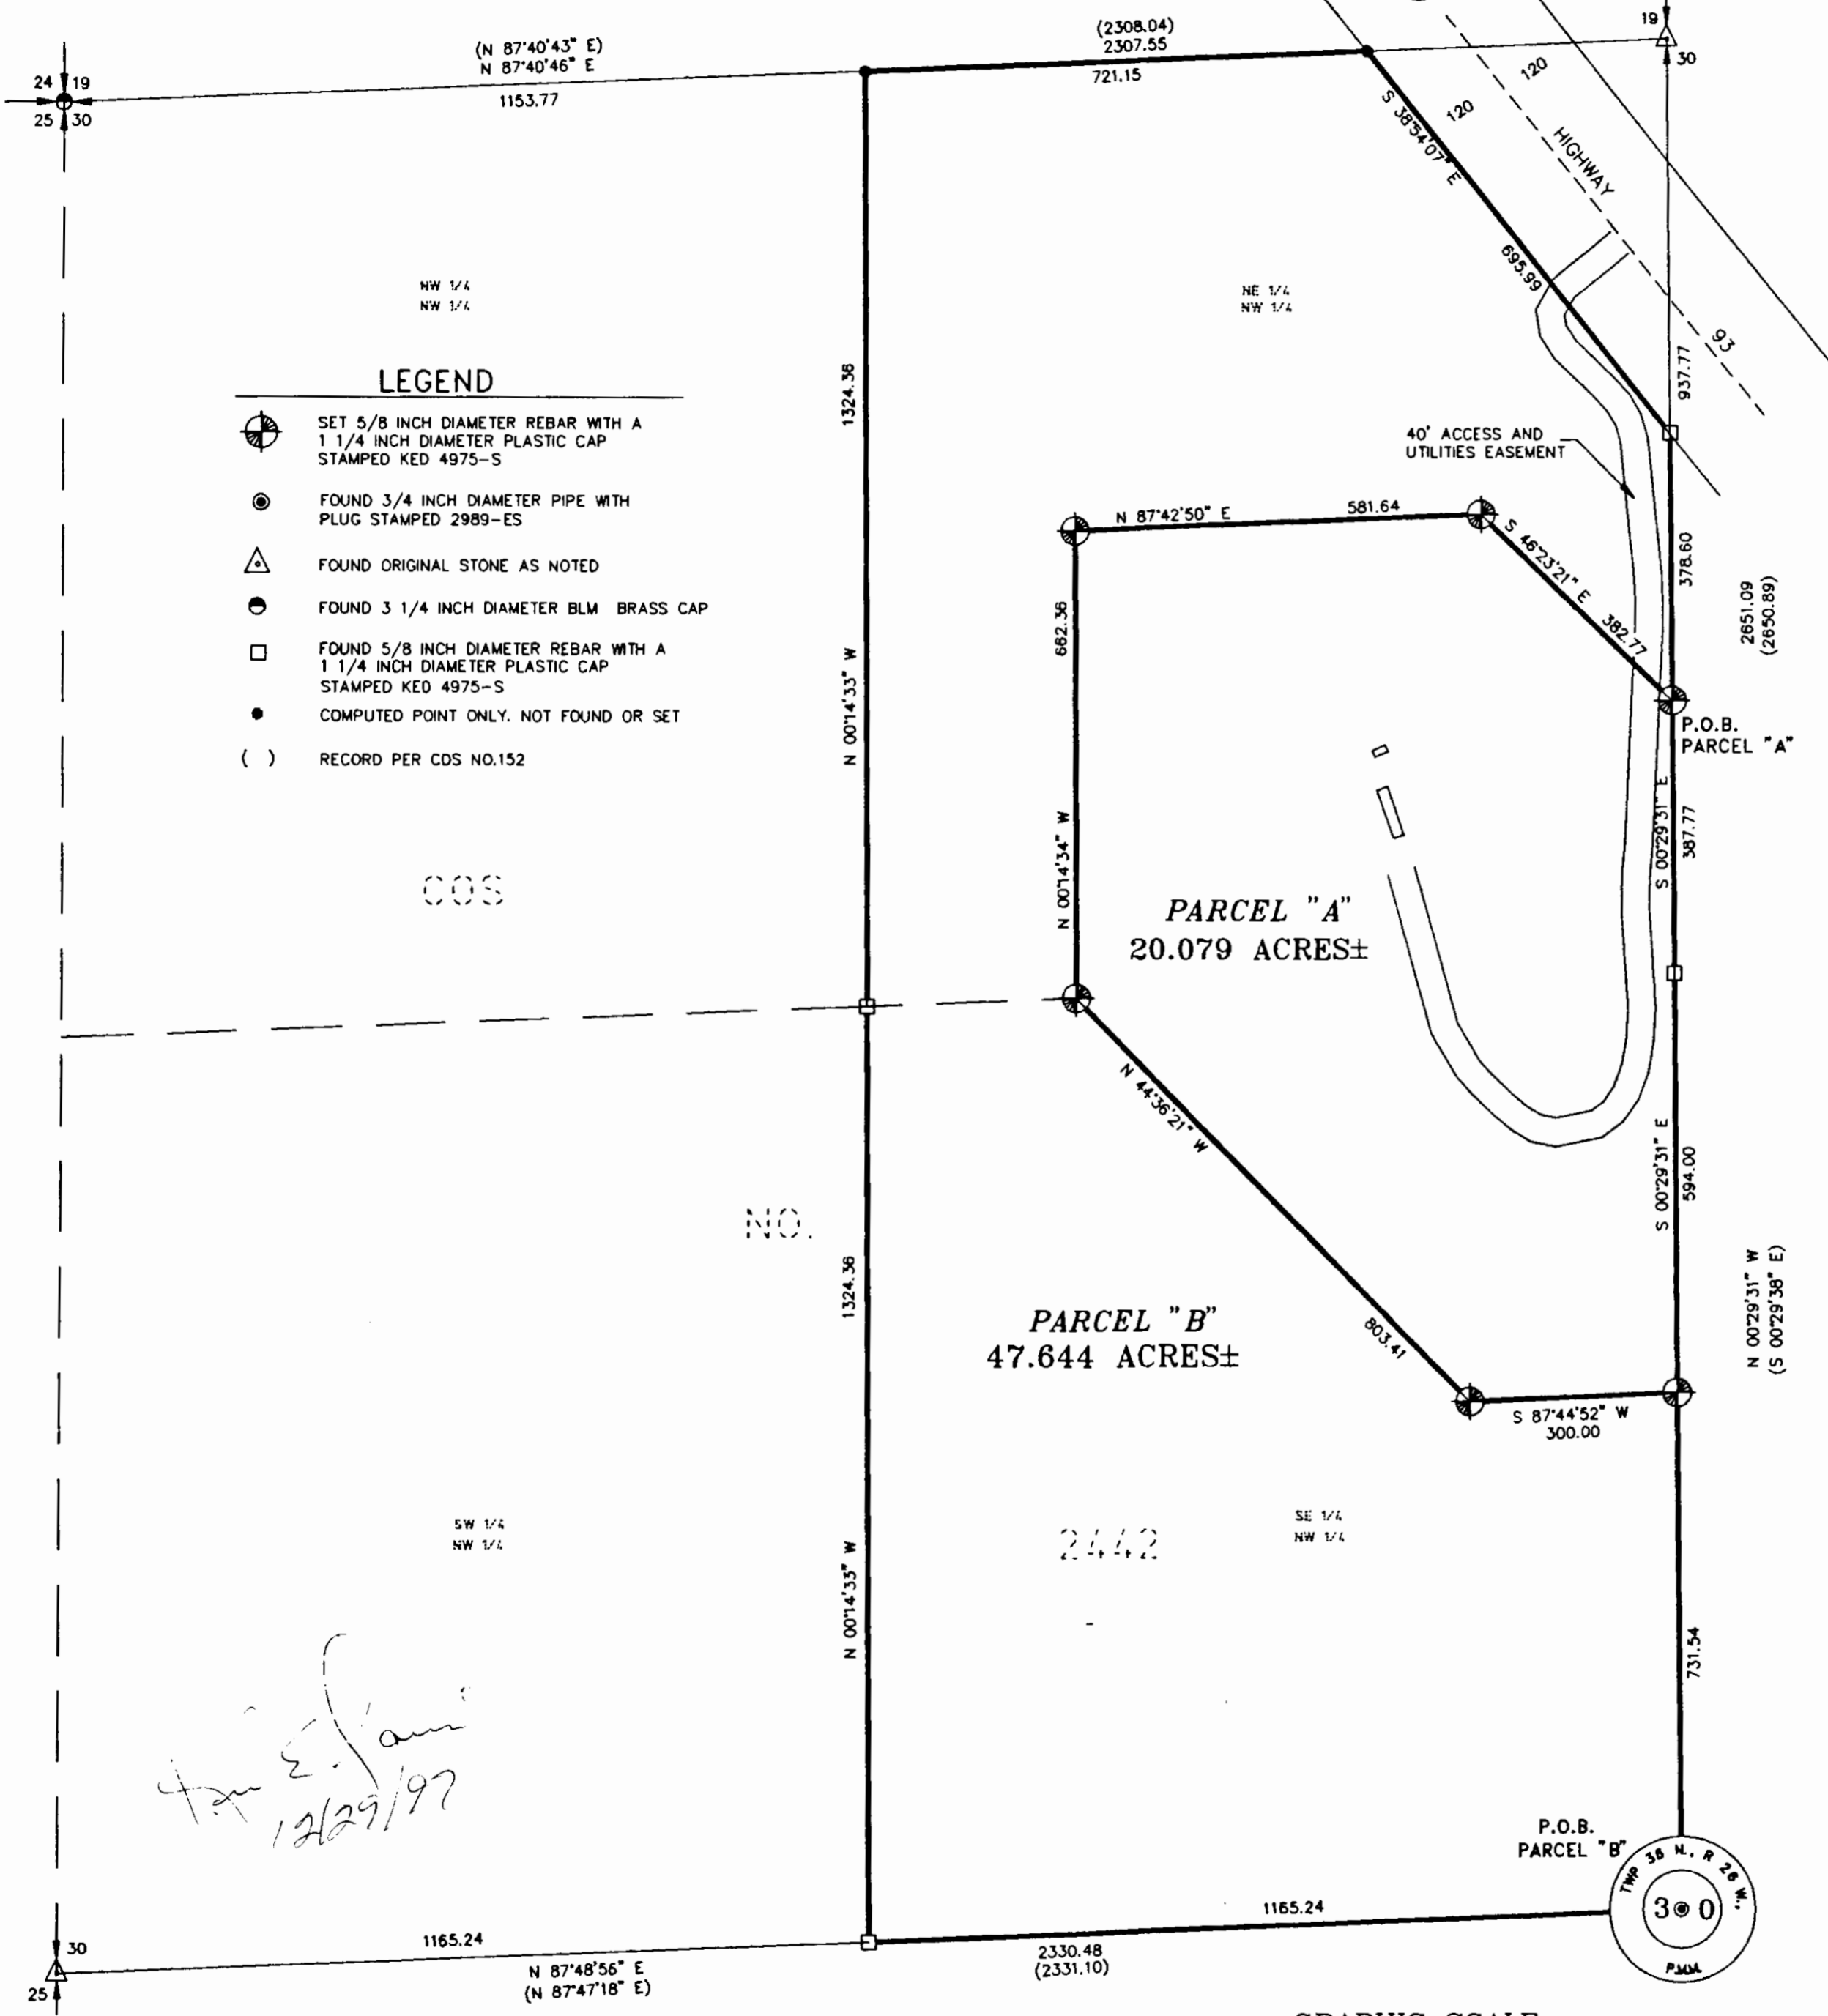 (N 87°40'43" E)
N 87°40'46" E
1153.77
(2308.04)
2307.55
721.15
24 19
25 30
19
30
120
120
HIGHWAY
93
S 38°54'07" E
695.99
937.77
NW 1/4
NW 1/4
NE 1/4
NW 1/4
LEGEND
SET 5/8 INCH DIAMETER REBAR WITH A
1 1/4 INCH DIAMETER PLASTIC CAP
STAMPED KED 4975-S
FOUND 3/4 INCH DIAMETER PIPE WITH
PLUG STAMPED 2989-ES
FOUND ORIGINAL STONE AS NOTED
FOUND 3 1/4 INCH DIAMETER BLM BRASS CAP
FOUND 5/8 INCH DIAMETER REBAR WITH A
1 1/4 INCH DIAMETER PLASTIC CAP
STAMPED KED 4975-S
COMPUTED POINT ONLY. NOT FOUND OR SET
( ) RECORD PER COS NO.152
1324.36
N 00°14'33" W
40' ACCESS AND
UTILITIES EASEMENT
N 87°42'50" E
581.64
S 46°23'21" E
382.77
378.60
2651.09
(2650.89)
662.36
N 00°14'34" W
P.O.B.
PARCEL "A"
S 00°29'31" E
387.77
COS
PARCEL "A"
20.079 ACRES±
N 44°36'21" W
803.41
S 00°29'31" E
594.00
NO.
1324.36
N 00°14'33" W
PARCEL "B"
47.644 ACRES±
N 00°29'31" W
(S 00°29'38" E)
S 87°44'52" W
300.00
SW 1/4
NW 1/4
2442
SE 1/4
NW 1/4
731.54
E.
12/29/97
P.O.B.
PARCEL "B"
TWP 36 N., R 26 W.,
30
P.M.M.
1165.24
30
25
1165.24
N 87°48'56" E
(N 87°47'18" E)
2330.48
(2331.10)
GRAPHIC SCALE